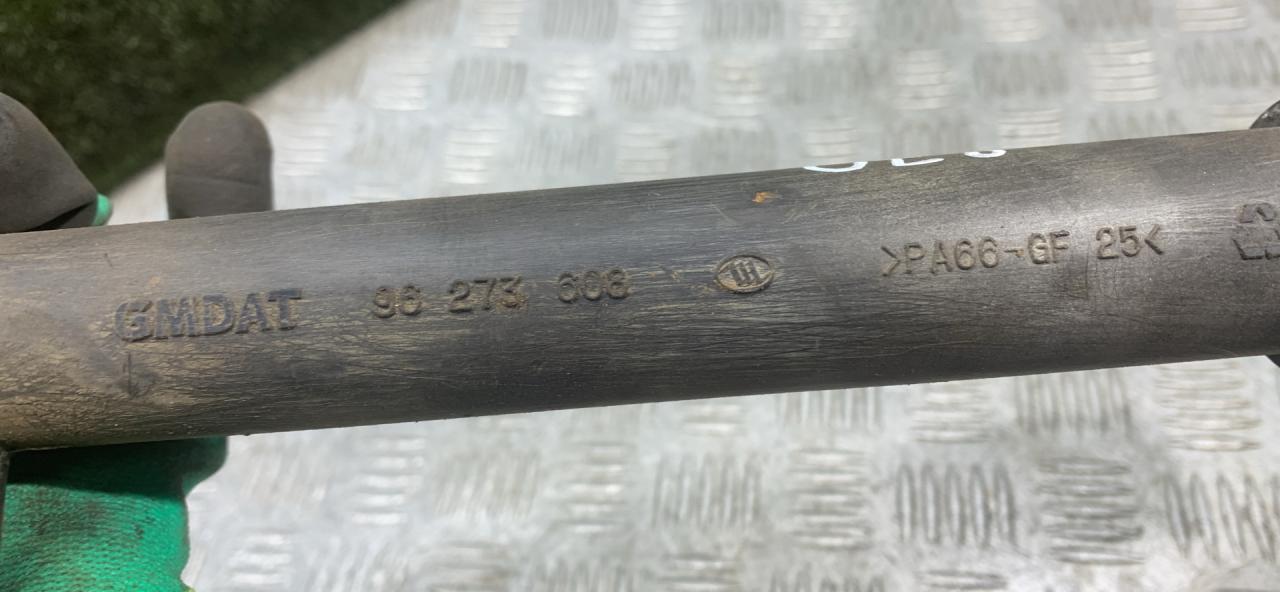 GMDAT 96 273 608 >PA66-GF 25<